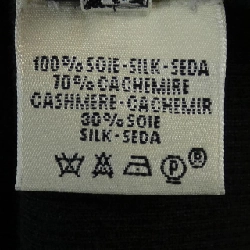 100% SOIE-SILK-SEDA
70% CACHEMIRE
CASHMERE-CACHEMIR
30% SOIE
SILK-SEDA
P